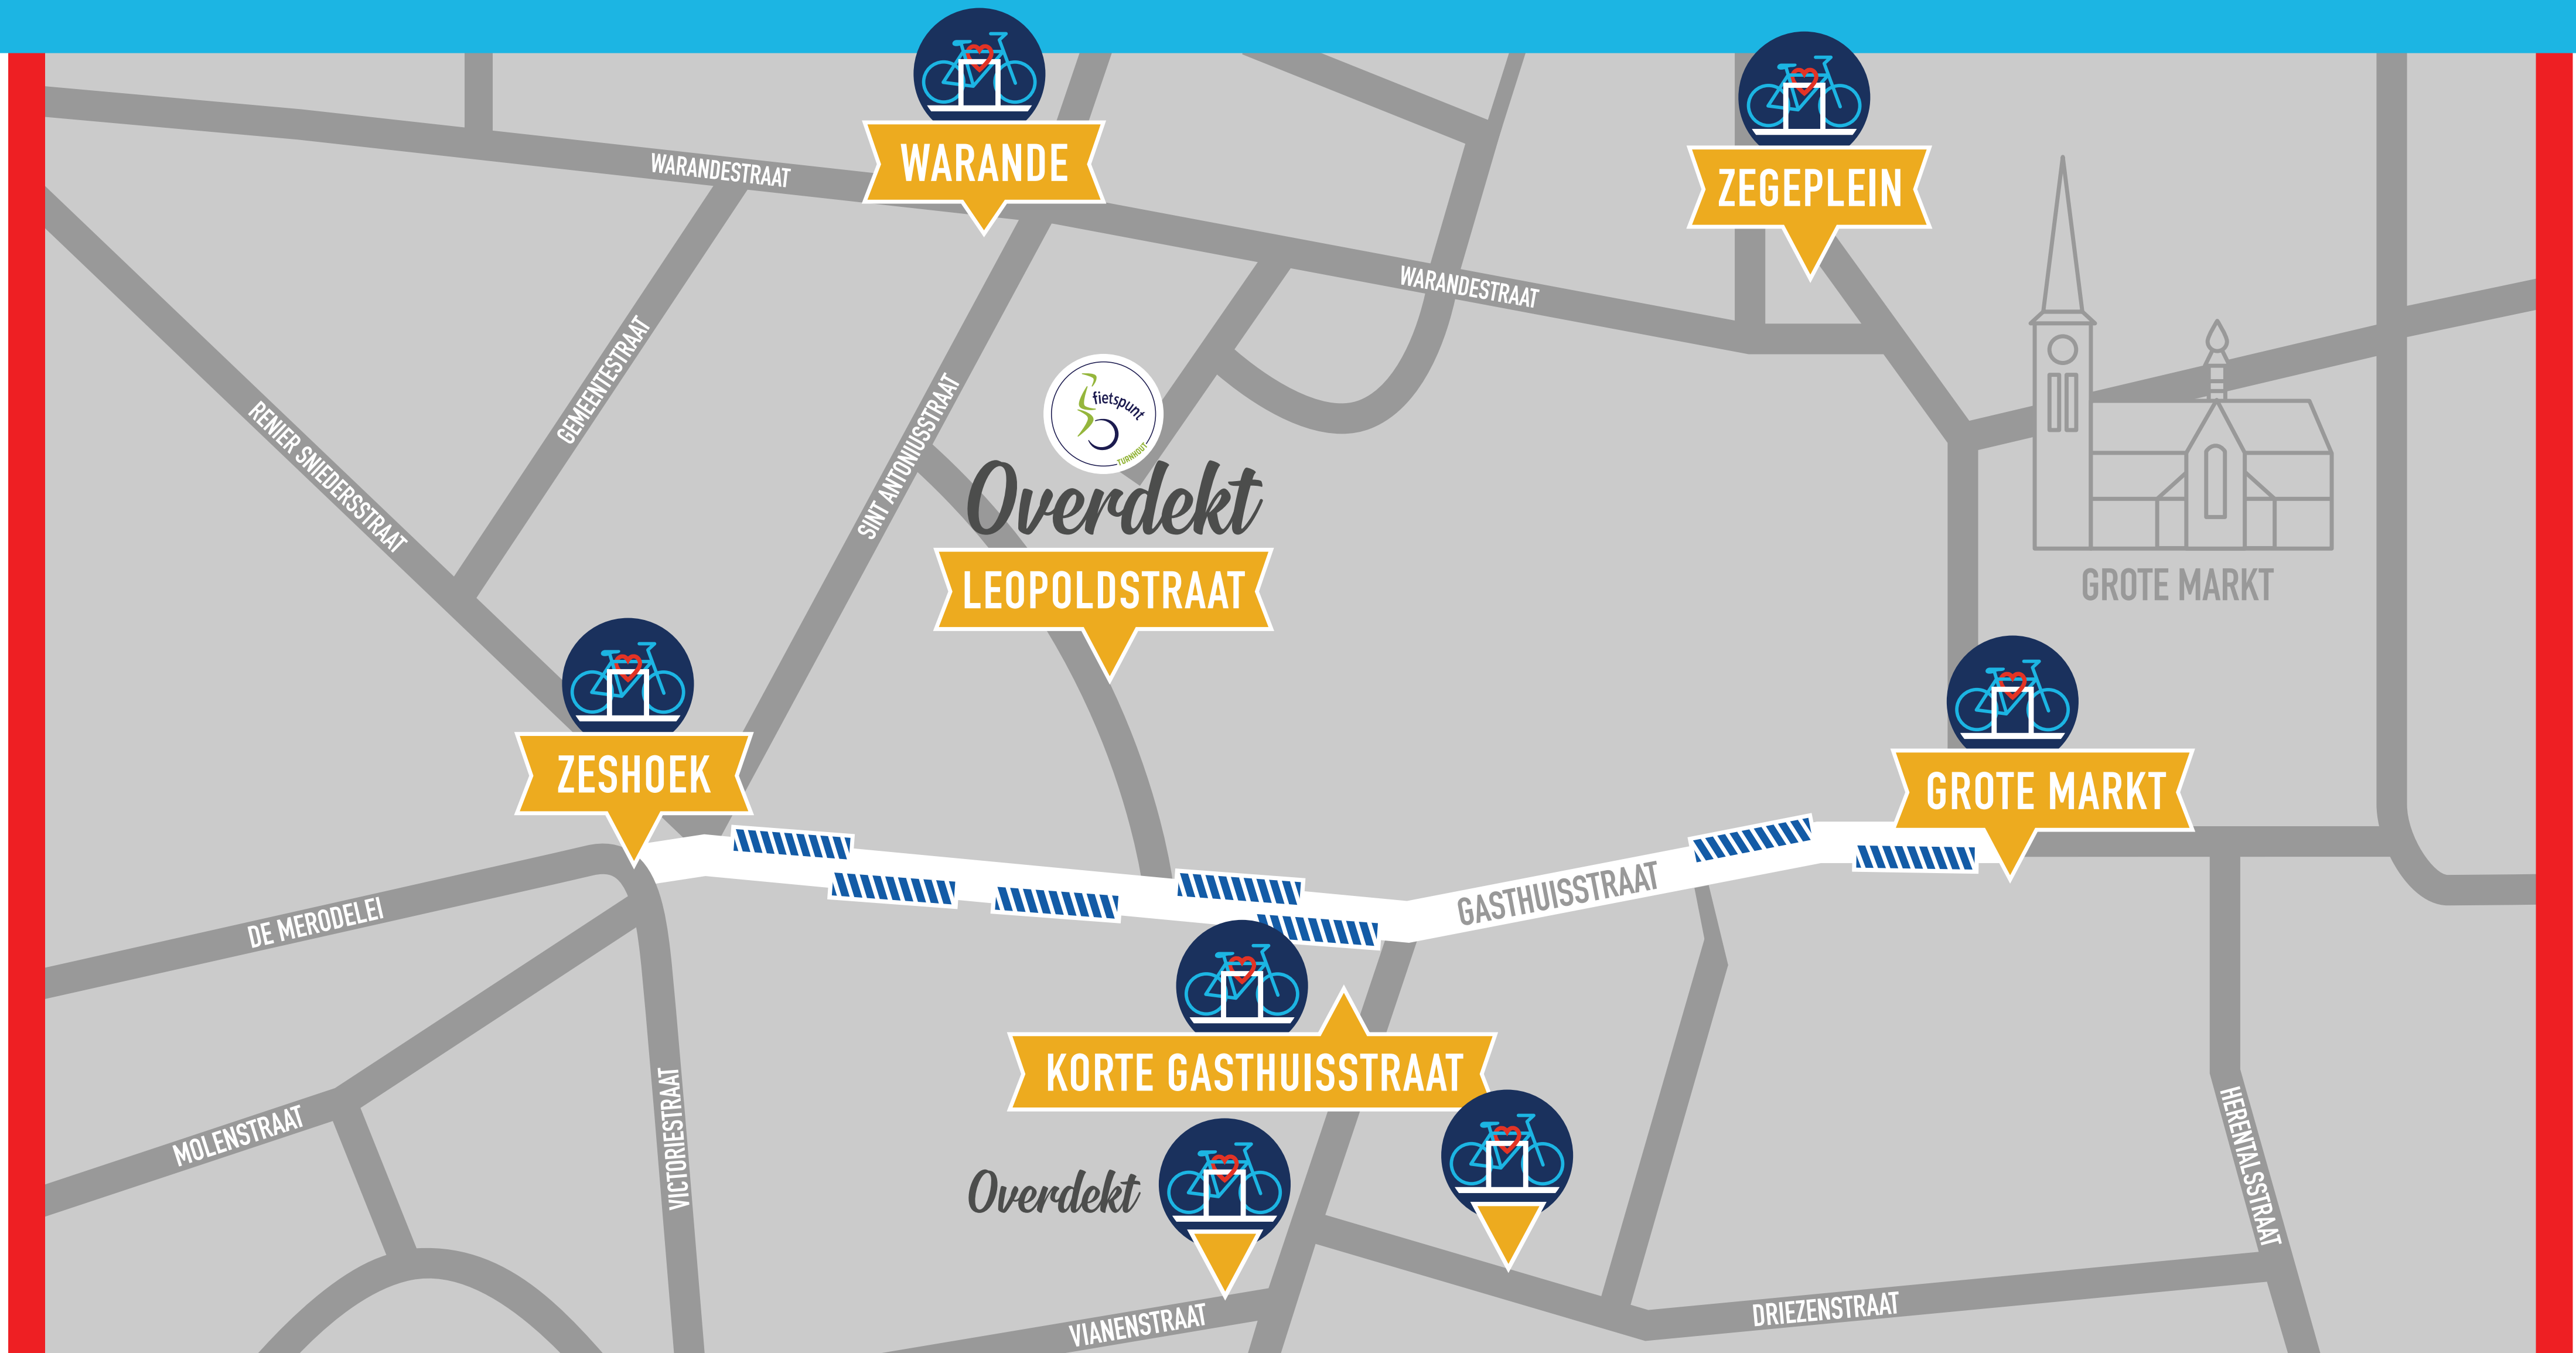 WARANDE
ZEGEPLEIN
WARANDESTRAAT
WARANDESTRAAT
GEMEENTESTRAAT
RENIER SNIEDERSSTRAAT
SINT ANTONIUSSTRAAT
fietspunt
TURNHOUT
Overdekt
LEOPOLDSTRAAT
GROTE MARKT
ZESHOEK
GROTE MARKT
GASTHUISSTRAAT
DE MERODELEI
KORTE GASTHUISSTRAAT
MOLENSTRAAT
VICTORIESTRAAT
Overdekt
HERENTALSSTRAAT
VIANENSTRAAT
DRIEZENSTRAAT